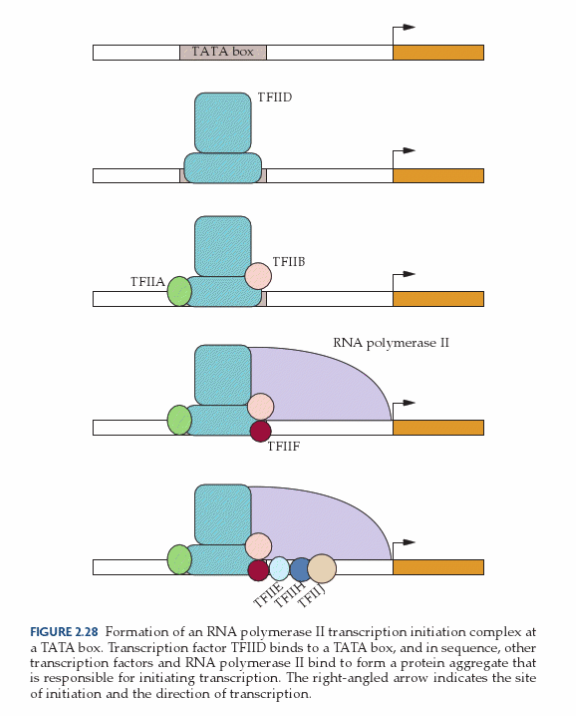 TATA box
TFIID
TFIIB
TFIIA
RNA polymerase II
TFIIF
TFIIE
TFIIH
TFIIJ
FIGURE 2.28 Formation of an RNA polymerase II transcription initiation complex at
a TATA box. Transcription factor TFIID binds to a TATA box, and in sequence, other
transcription factors and RNA polymerase II bind to form a protein aggregate that
is responsible for initiating transcription. The right-angled arrow indicates the site
of initiation and the direction of transcription.